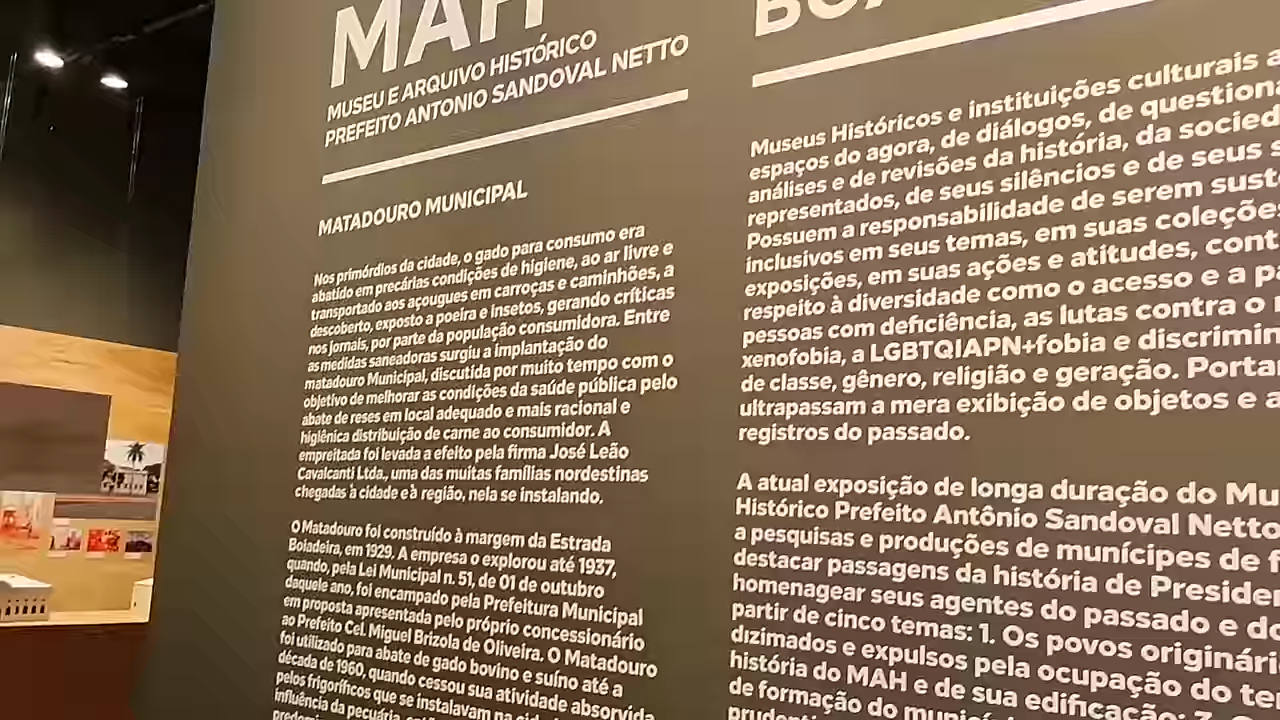 MAH
MUSEU E ARQUIVO HISTÓRICO
PREFEITO ANTONIO SANDOVAL NETTO
MATADOURO MUNICIPAL
Nos primórdios da cidade, o gado para consumo era
abatido em precárias condições de higiene, ao ar livre e
transportado aos açougues em carroças e caminhões, a
descoberto, exposto a poeira e insetos, gerando críticas
nos jornais, por parte da população consumidora. Entre
as medidas saneadoras surgiu a implantação do
matadouro Municipal, discutida por muito tempo com o
objetivo de melhorar as condições da saúde pública pelo
abate de reses em local adequado e mais racional e
higiênica distribuição de carne ao consumidor. A
empreitada foi levada a efeito pela firma José Leão
Cavalcanti Ltda., uma das muitas famílias nordestinas
chegadas à cidade e à região, nela se instalando.
O Matadouro foi construído à margem da Estrada
Boiadeira, em 1929. A empresa o explorou até 1937,
quando, pela Lei Municipal n. 51, de 01 de outubro
daquele ano, foi encampado pela Prefeitura Municipal
em proposta apresentada pelo próprio concessionário
ao Prefeito Cel. Miguel Brizola de Oliveira. O Matadouro
foi utilizado para abate de gado bovino e suíno até a
década de 1960, quando cessou sua atividade absorvida
pelos frigoríficos que se instalavam na
influência da pecuária,
Museus Históricos e instituições culturais
espaços do agora, de diálogos, de
análises e de revisões da história, da
representados, de seus silêncios e de seus
Possuem a responsabilidade de serem
inclusivos em seus temas, em suas
exposições, em suas ações e atitudes,
respeito à diversidade como o acesso e a
pessoas com deficiência, as lutas contra o
xenofobia, a LGBTQIAPN+fobia e
de classe, gênero, religião e geração.
ultrapassam a mera exibição de objetos e
registros do passado.
A atual exposição de longa duração do
Histórico Prefeito Antônio Sandoval Netto
a pesquisas e produções de munícipes de
destacar passagens da história de
homenagear seus agentes do passado e
partir de cinco temas: 1. Os povos
dizimados e expulsos pela ocupação do
história do MAH e de sua edificação;
de formação do